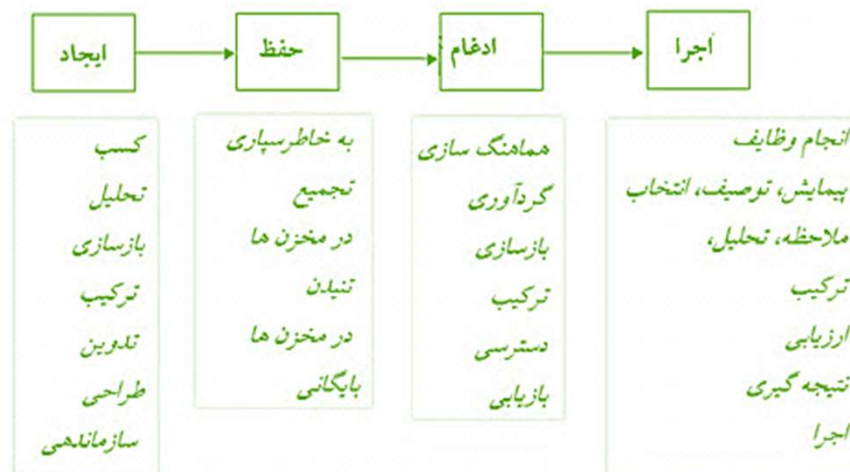 ایجاد
حفظ
ادغام
اجرا
کسب
تحلیل
بازسازی
ترکیب
تدوین
طراحی
سازماندهی
به خاطرسپاری
تجمیع
در مخزن ها
تنیدن
در مخزن ها
بایگانی
هماهنگ سازی
گردآوری
بازسازی
ترکیب
دسترسی
بازیابی
انجام وظایف
پیمایش، توصیف، انتخاب
ملاحظه، تحلیل،
ترکیب
ارزیابی
نتیجه گیری
اجرا